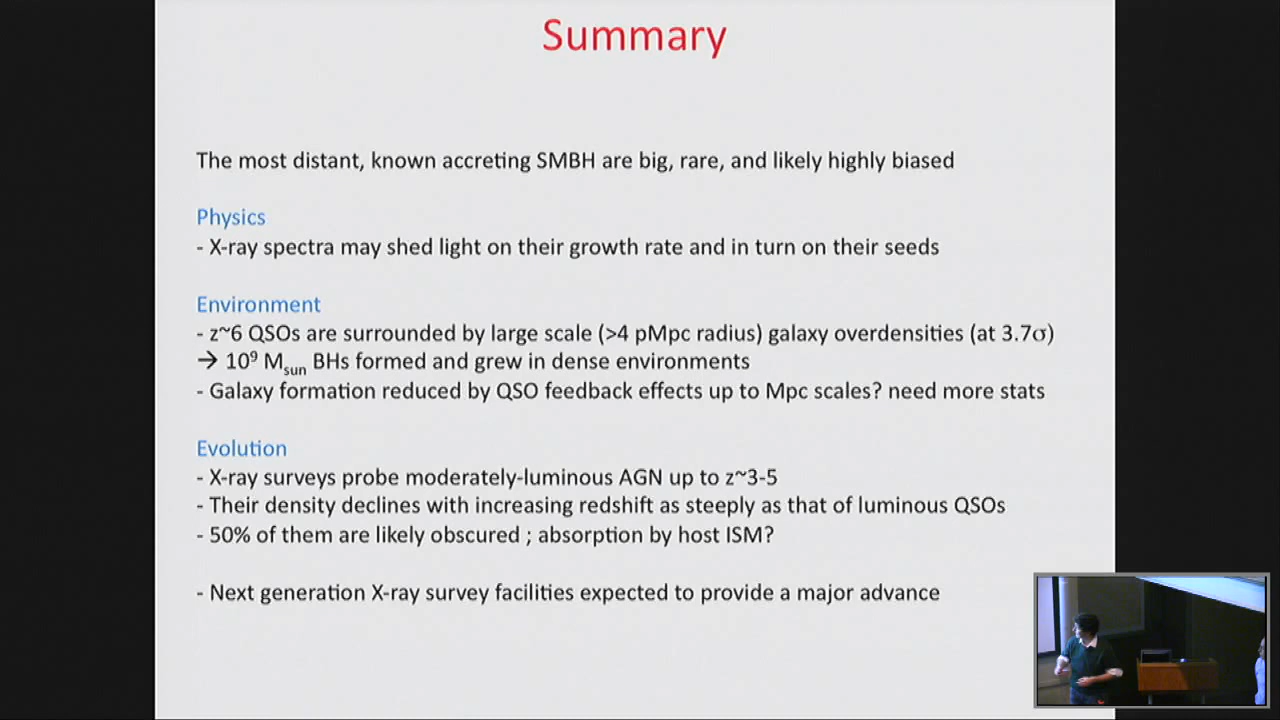 Summary
The most distant, known accreting SMBH are big, rare, and likely highly biased
Physics
- X-ray spectra may shed light on their growth rate and in turn on their seeds
Environment
- z~6 QSOs are surrounded by large scale (>4 pMpc radius) galaxy overdensities (at 3.7σ)
→ 10⁹ Msun BHs formed and grew in dense environments
- Galaxy formation reduced by QSO feedback effects up to Mpc scales? need more stats
Evolution
- X-ray surveys probe moderately-luminous AGN up to z~3-5
- Their density declines with increasing redshift as steeply as that of luminous QSOs
- 50% of them are likely obscured ; absorption by host ISM?
- Next generation X-ray survey facilities expected to provide a major advance